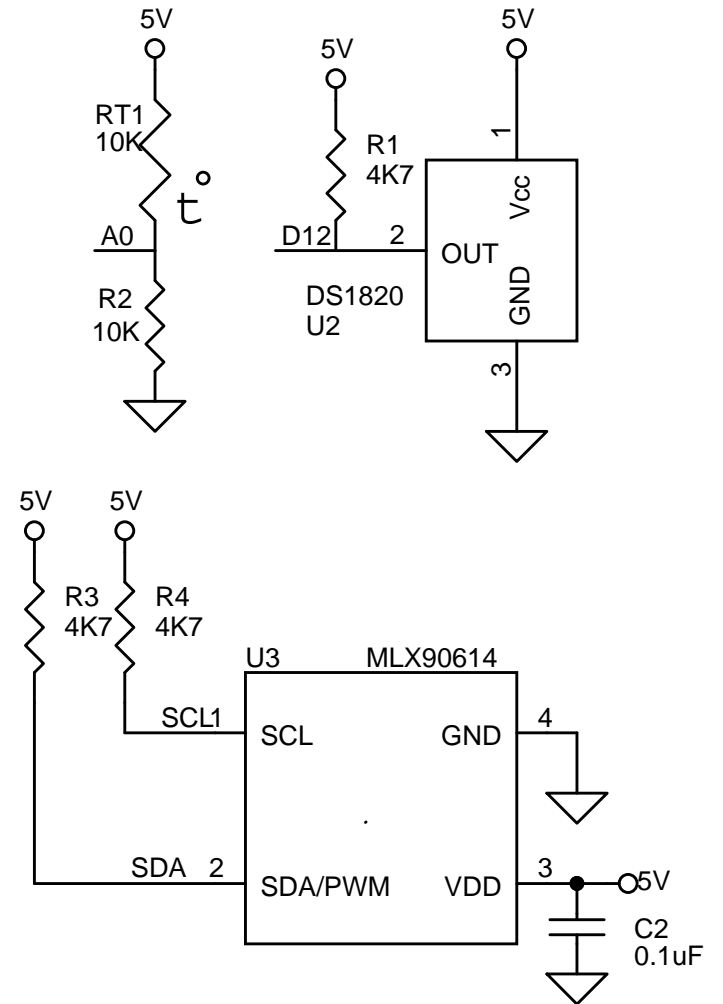 5V
RT1
10K
t°
A0
R2
10K
5V
R1
4K7
D12
2
DS1820
U2
5V
1
Vcc
OUT
GND
3
5V
5V
R3
4K7
R4
4K7
U3
MLX90614
SCL1
SCL
GND
4
SDA
2
SDA/PWM
VDD
3
5V
C2
0.1uF